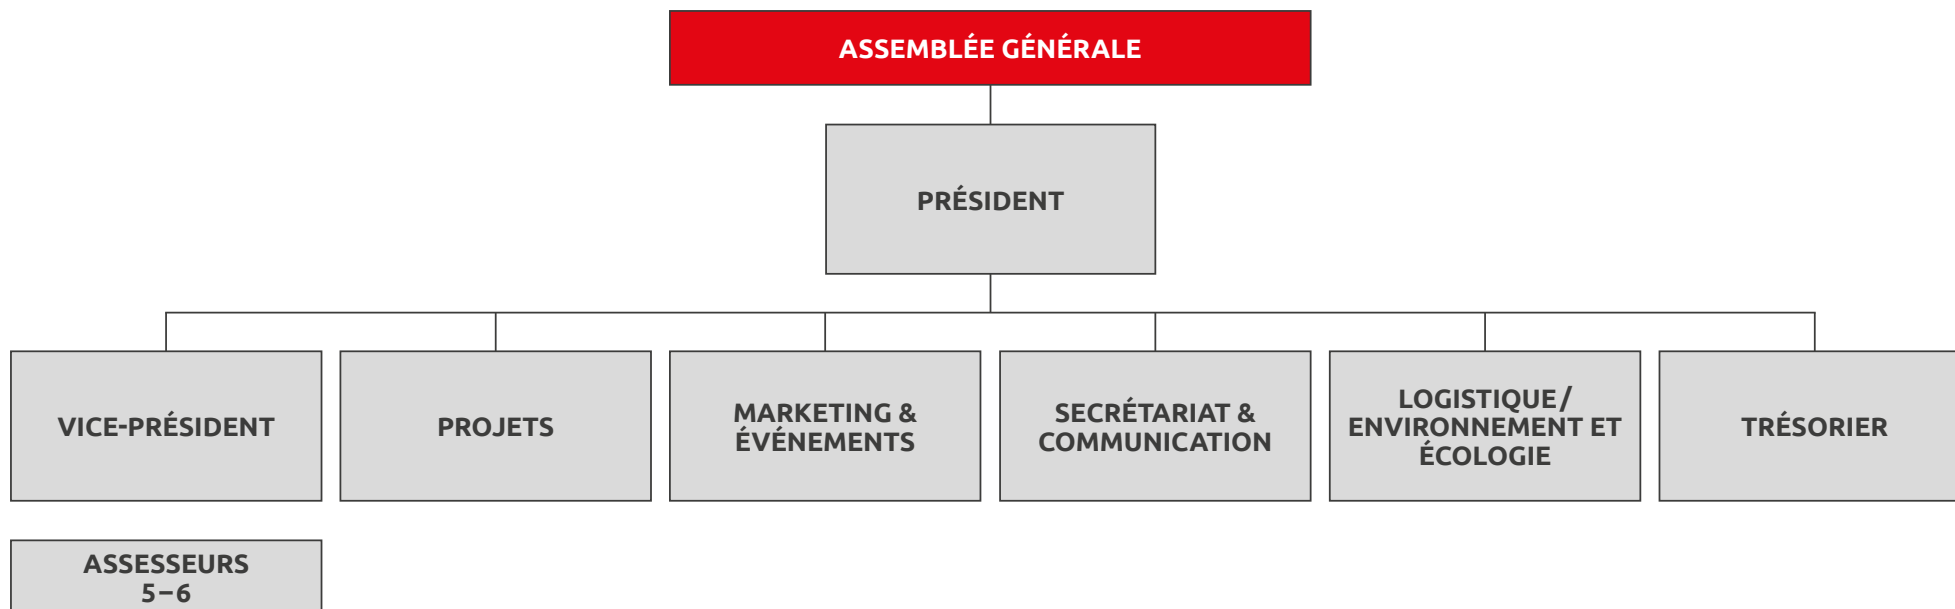 ASSEMBLÉE GÉNÉRALE
PRÉSIDENT
VICE-PRÉSIDENT
PROJETS
MARKETING &
ÉVÉNEMENTS
SECRÉTARIAT &
COMMUNICATION
LOGISTIQUE/
ENVIRONNEMENT ET
ÉCOLOGIE
TRÉSORIER
ASSESSEURS
5–6